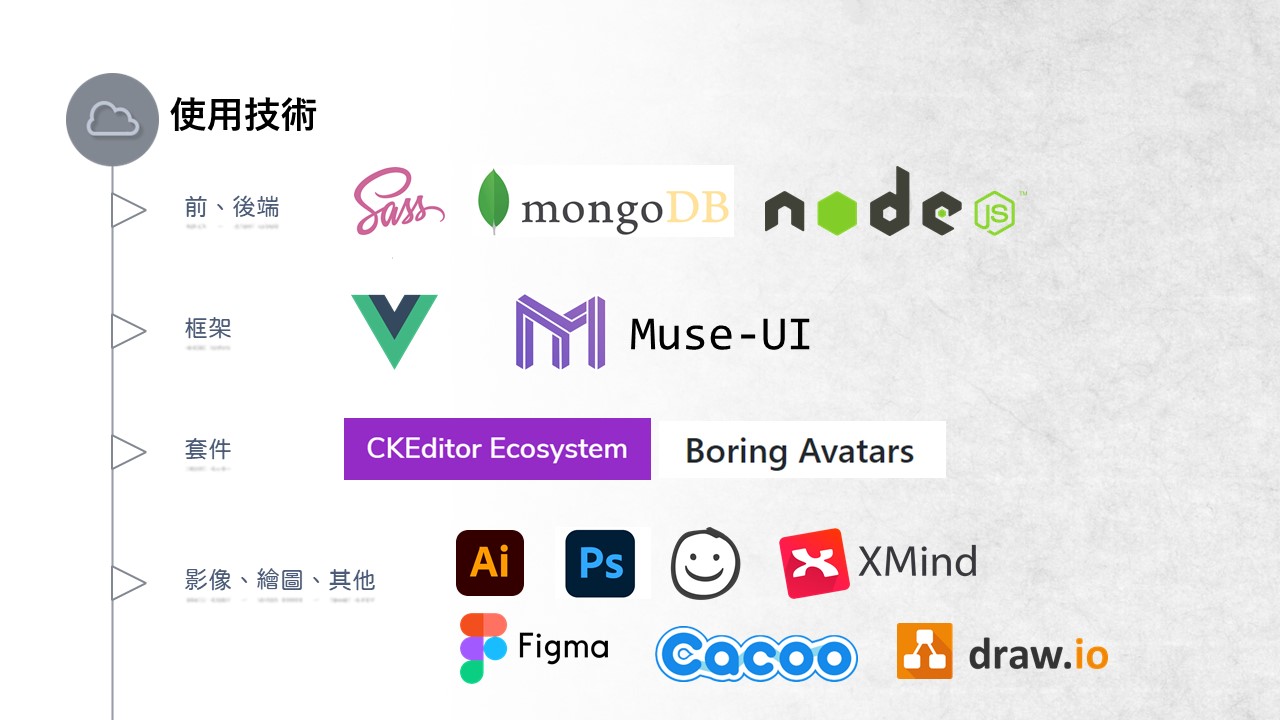 使用技術
前、後端
Sass
mongoDB
node
JS
TM
框架
Muse-UI
套件
CKEditor Ecosystem
Boring Avatars
影像、繪圖、其他
Ai
Ps
XMind
Figma
Cacoo
draw.io